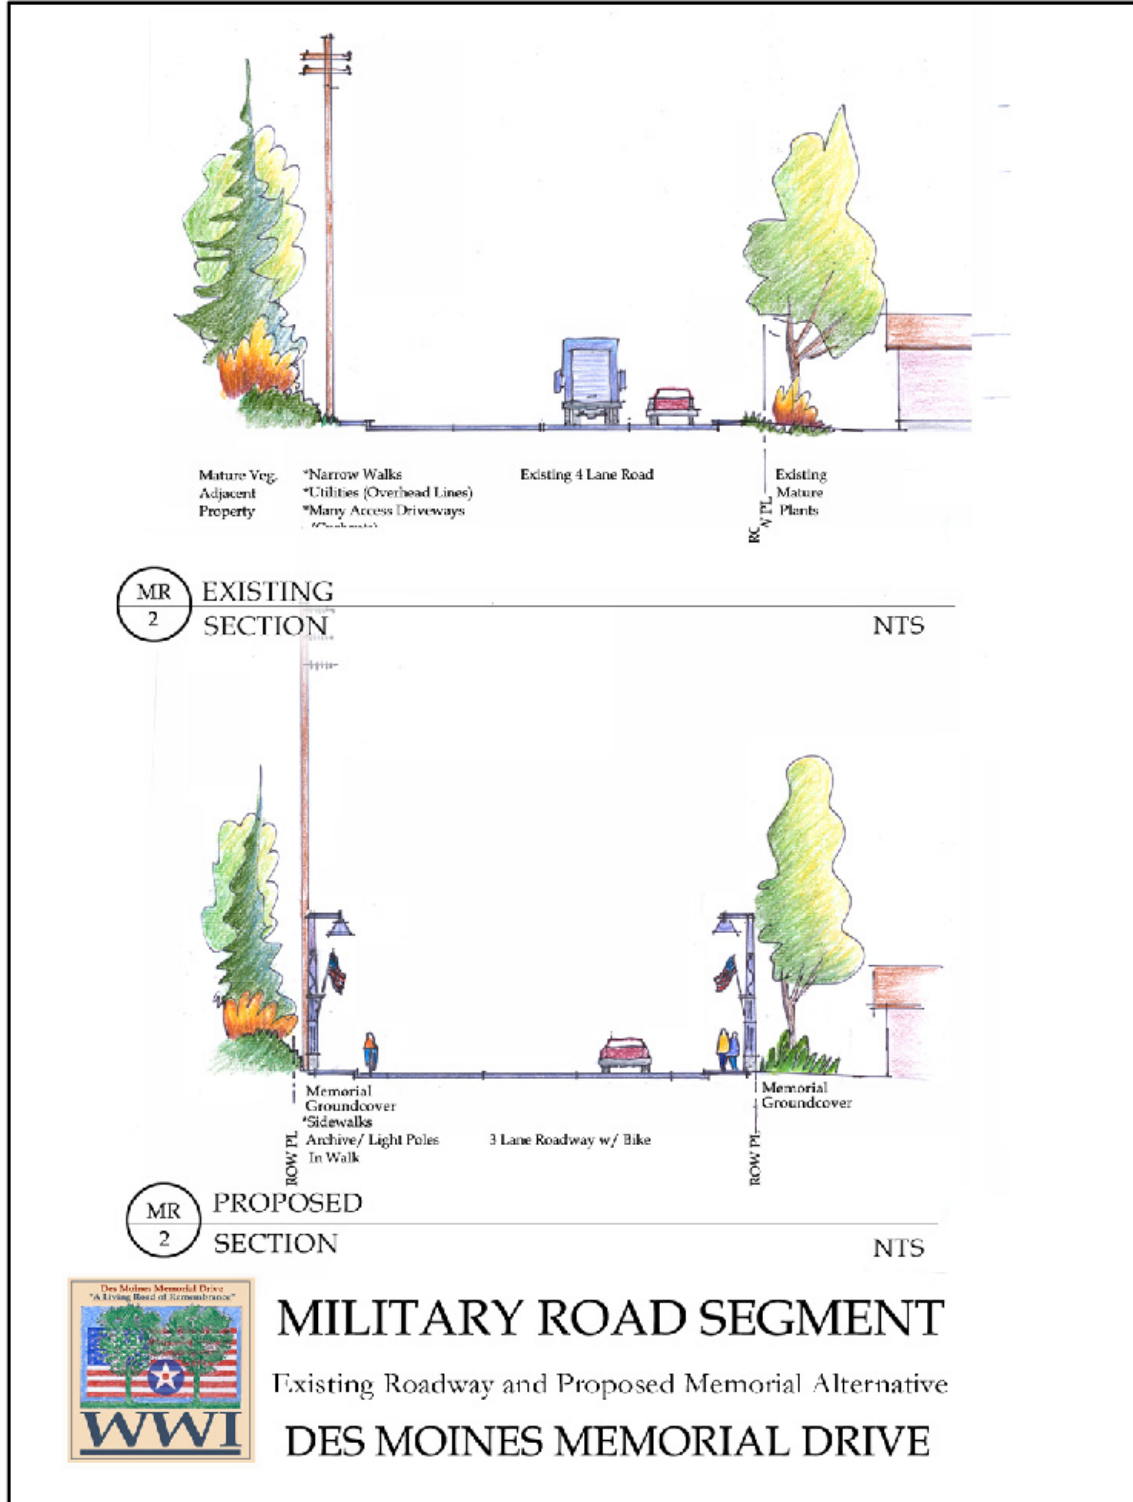 Mature Veg.
Adjacent
Property
*Narrow Walks
*Utilities (Overhead Lines)
*Many Access Driveways
Existing 4 Lane Road
PL
Existing
Mature
Plants
MR
2
EXISTING
SECTION
NTS
Memorial
Groundcover
*Sidewalks
Archive/ Light Poles
In Walk
ROW PL
3 Lane Roadway w/ Bike
ROW PL
Memorial
Groundcover
MR
2
PROPOSED
SECTION
NTS
Des Moines Memorial Drive
"A Living Road of Remembrance"
WWI
MILITARY ROAD SEGMENT
Existing Roadway and Proposed Memorial Alternative
DES MOINES MEMORIAL DRIVE